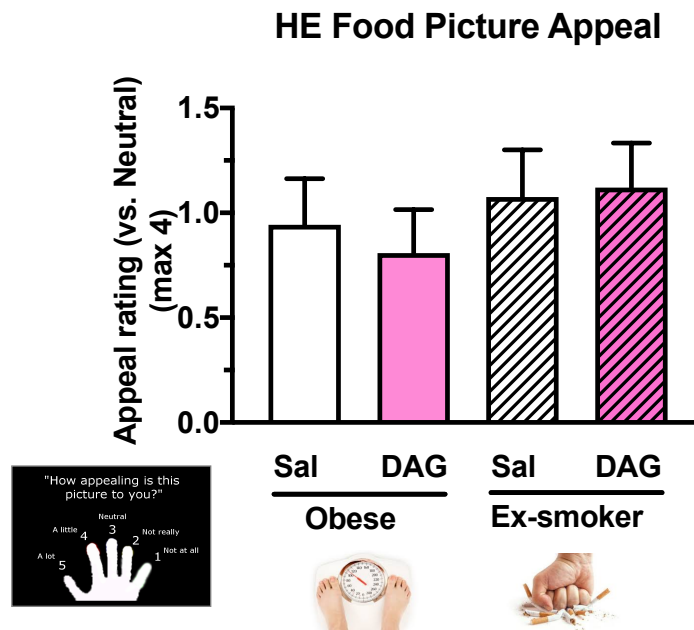 HE Food Picture Appeal
Appeal rating (vs. Neutral)
(max 4)
1.5
1.0
0.5
0.0
Sal DAG Sal DAG
Obese Ex-smoker
"How appealing is this
picture to you?"
Neutral
A little 4 3 2 Not really
A lot 5 1 Not at all